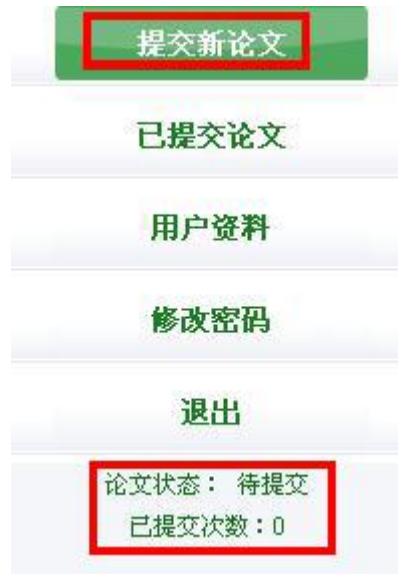 提交新论文
已提交论文
用户资料
修改密码
退出
论文状态： 待提交
已提交次数：0